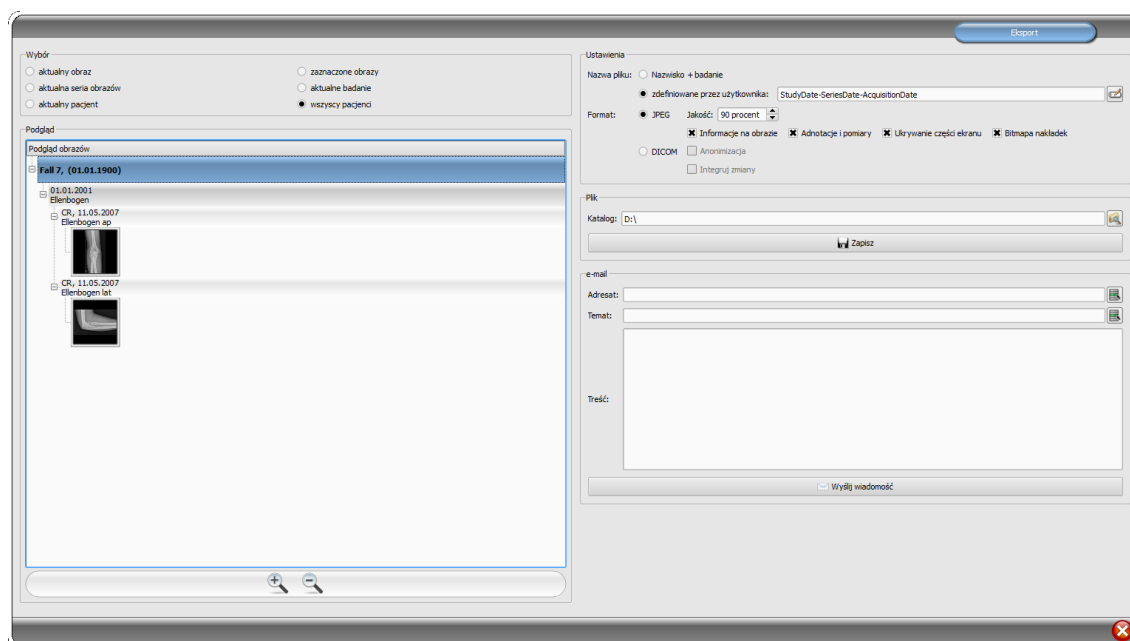 Eksport
Wybór
aktualny obraz
zaznaczone obrazy
aktualna seria obrazów
aktualne badanie
aktualny pacjent
wszyscy pacjenci
Podgląd
Podgląd obrazów
Fall 7, (01.01.1900)
01.01.2001
Ellenbogen
CR, 11.05.2007
Ellenbogen ap
CR, 11.05.2007
Ellenbogen lat
Ustawienia
Nazwa pliku: Nazwisko + badanie
zdefiniowane przez użytkownika: StudyDate-SeriesDate-AcquisitionDate
Format: JPEG Jakość: 90 procent
Informacje na obrazie Adnotacje i pomiary Ukrywanie części ekranu Bitmapa nakładek
DICOM Anonimizacja
Integruj zmiany
Plik
Katalog: D:\
Zapisz
e-mail
Adresat:
Temat:
Treść:
Wyślij wiadomość